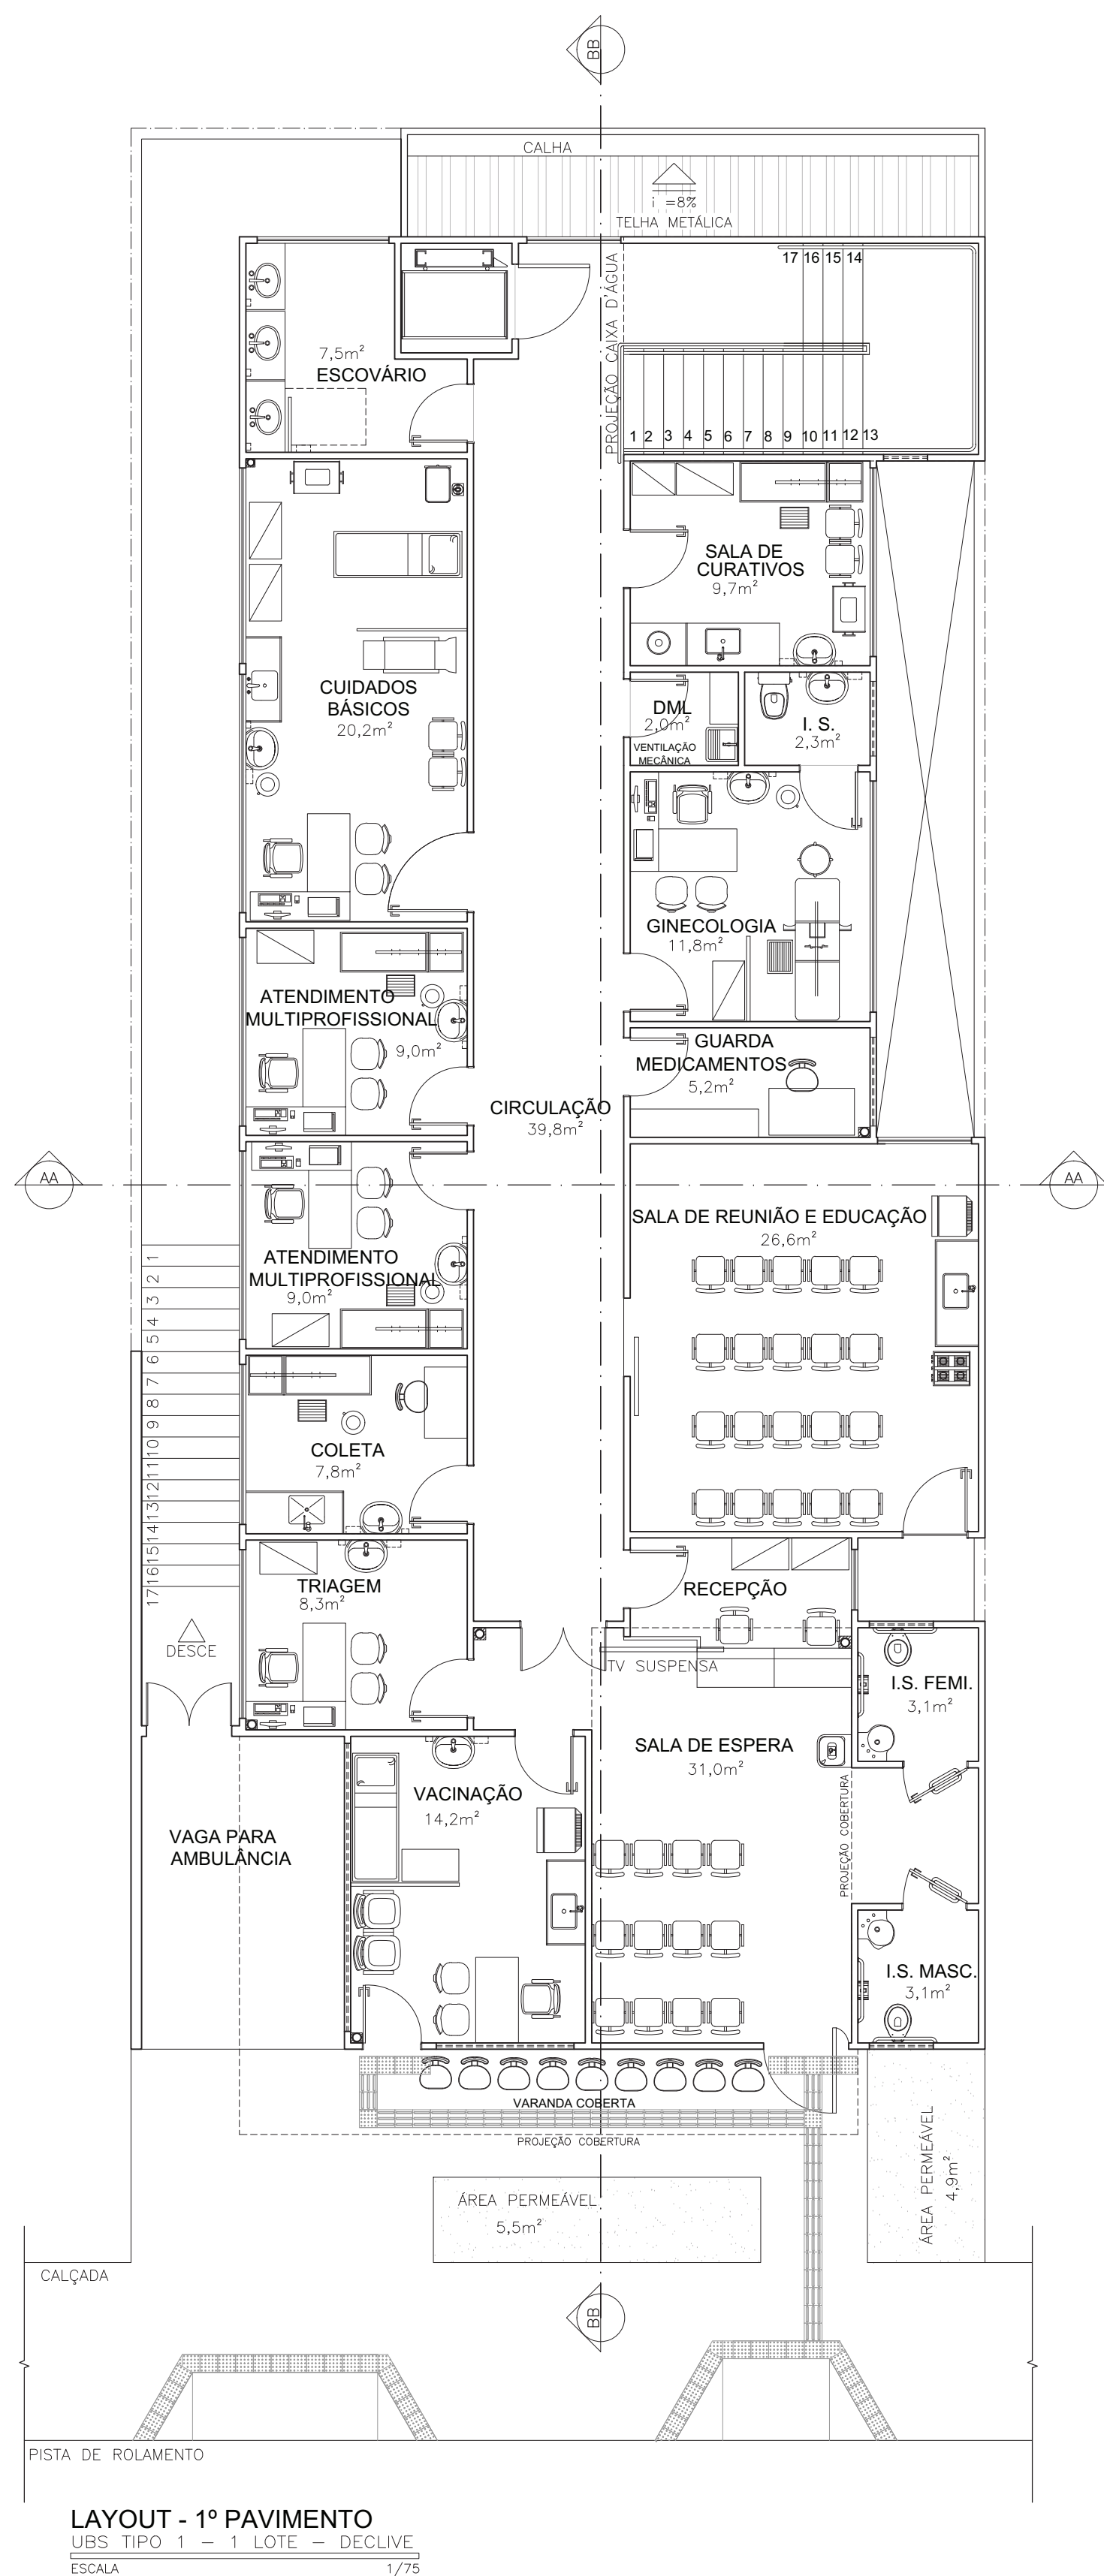 BB
CALHA
i =8%
TELHA METÁLICA
PROJEÇÃO CAIXA D'ÁGUA
17 16 15 14
1 2 3 4 5 6 7 8 9 10 11 12 13
7,5m²
ESCOVÁRIO
SALA DE
CURATIVOS
9,7m²
CUIDADOS
BÁSICOS
20,2m²
DML
2,0m²
VENTILAÇÃO
MECÂNICA
I. S.
2,3m²
GINECOLOGIA
11,8m²
ATENDIMENTO
MULTIPROFISSIONAL
9,0m²
GUARDA
MEDICAMENTOS
5,2m²
CIRCULAÇÃO
39,8m²
AA
AA
SALA DE REUNIÃO E EDUCAÇÃO
26,6m²
ATENDIMENTO
MULTIPROFISSIONAL
9,0m²
1
2
3
4
5
6
7
8
9
10
11
12
13
14
15
16
17
DESCE
COLETA
7,8m²
TRIAGEM
8,3m²
RECEPÇÃO
TV SUSPENSA
I.S. FEMI.
3,1m²
SALA DE ESPERA
31,0m²
PROJEÇÃO COBERTURA
VACINAÇÃO
14,2m²
VAGA PARA
AMBULÂNCIA
I.S. MASC.
3,1m²
VARANDA COBERTA
PROJEÇÃO COBERTURA
ÁREA PERMEÁVEL
5,5m²
ÁREA PERMEÁVEL
4,9m²
CALÇADA
BB
PISTA DE ROLAMENTO
LAYOUT - 1º PAVIMENTO
UBS TIPO 1 – 1 LOTE – DECLIVE
ESCALA 1/75